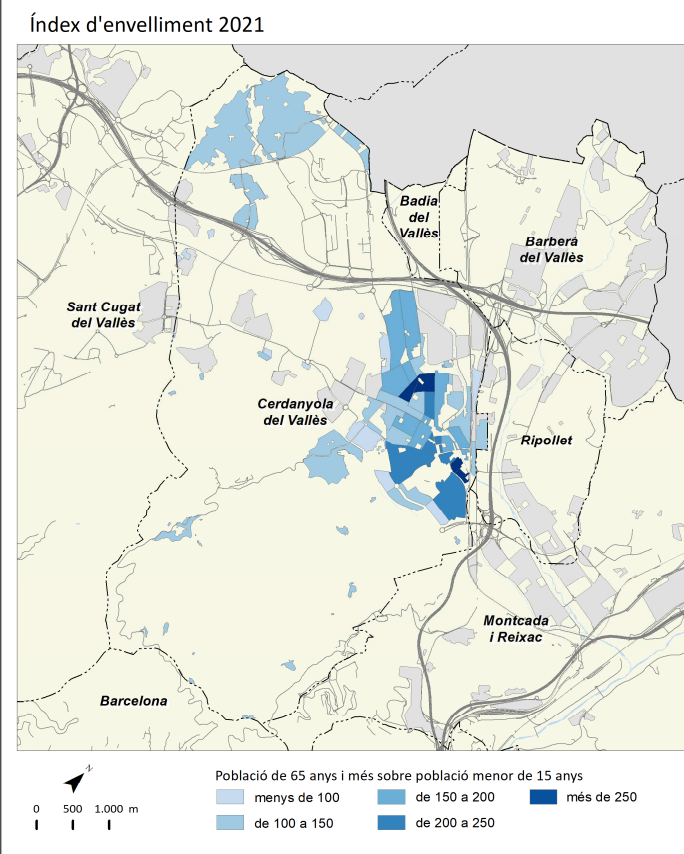 Índex d'envelliment 2021
Badia
del
Vallès
Barberà
del Vallès
Sant Cugat
del Vallès
Cerdanyola
del Vallès
Ripollet
Montcada
i Reixac
Barcelona
N
0 500 1.000 m
Població de 65 anys i més sobre població menor de 15 anys
menys de 100
de 150 a 200
més de 250
de 100 a 150
de 200 a 250